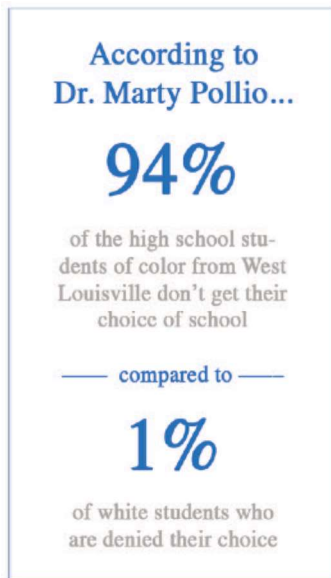 According to
Dr. Marty Pollio...
94%
of the high school stu-
dents of color from West
Louisville don't get their
choice of school
compared to
1%
of white students who
are denied their choice